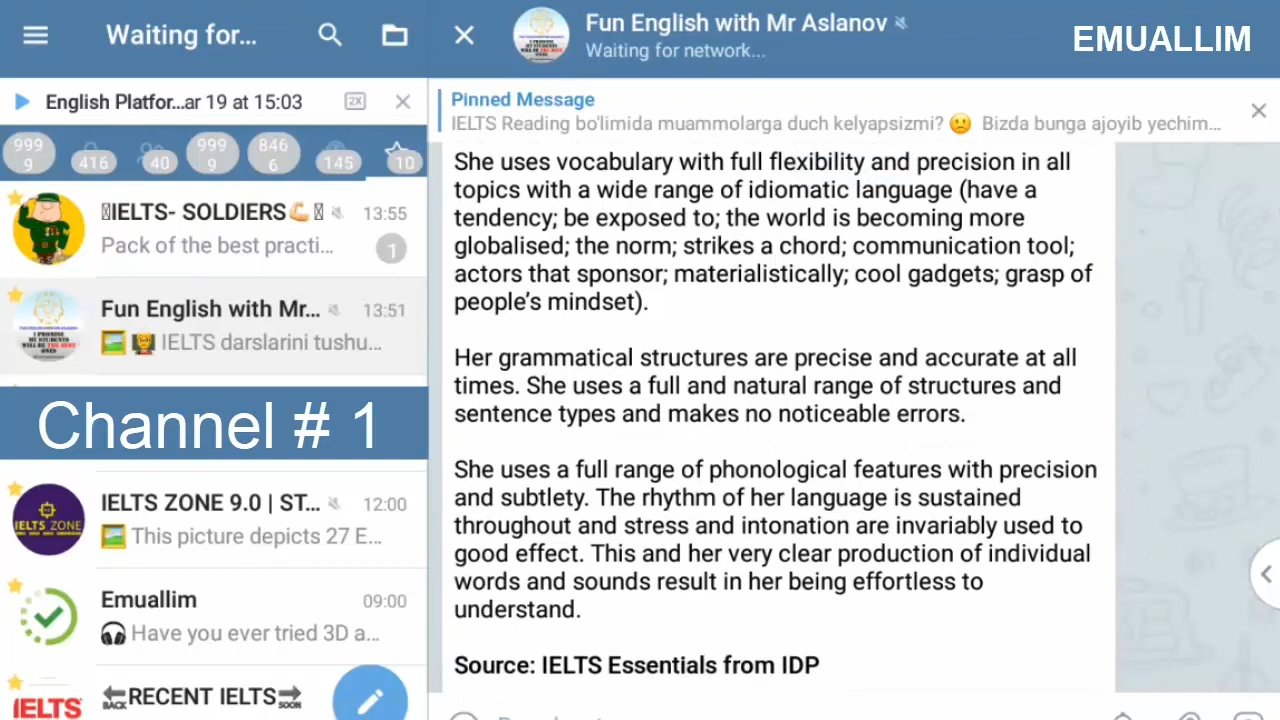 Waiting for...
Fun English with Mr Aslanov
Waiting for network...
EMUALLIM
English Platfor...ar 19 at 15:03
2X
Pinned Message
IELTS Reading bo'limida muammolarga duch kelyapsizmi? 🙁 Bizda bunga ajoyib yechim...
999
9
416
40
999
9
846
6
145
10
IELTS- SOLDIERS💪 13:55
Pack of the best practi... 1
Fun English with Mr... 13:51
IELTS darslarini tushu...
Channel # 1
IELTS ZONE 9.0 | ST... 12:00
This picture depicts 27 E...
IELTS ZONE
Emuallim 09:00
🎧 Have you ever tried 3D a...
BACK RECENT IELTS SOON
IELTS
She uses vocabulary with full flexibility and precision in all
topics with a wide range of idiomatic language (have a
tendency; be exposed to; the world is becoming more
globalised; the norm; strikes a chord; communication tool;
actors that sponsor; materialistically; cool gadgets; grasp of
people's mindset).
Her grammatical structures are precise and accurate at all
times. She uses a full and natural range of structures and
sentence types and makes no noticeable errors.
She uses a full range of phonological features with precision
and subtlety. The rhythm of her language is sustained
throughout and stress and intonation are invariably used to
good effect. This and her very clear production of individual
words and sounds result in her being effortless to
understand.
Source: IELTS Essentials from IDP